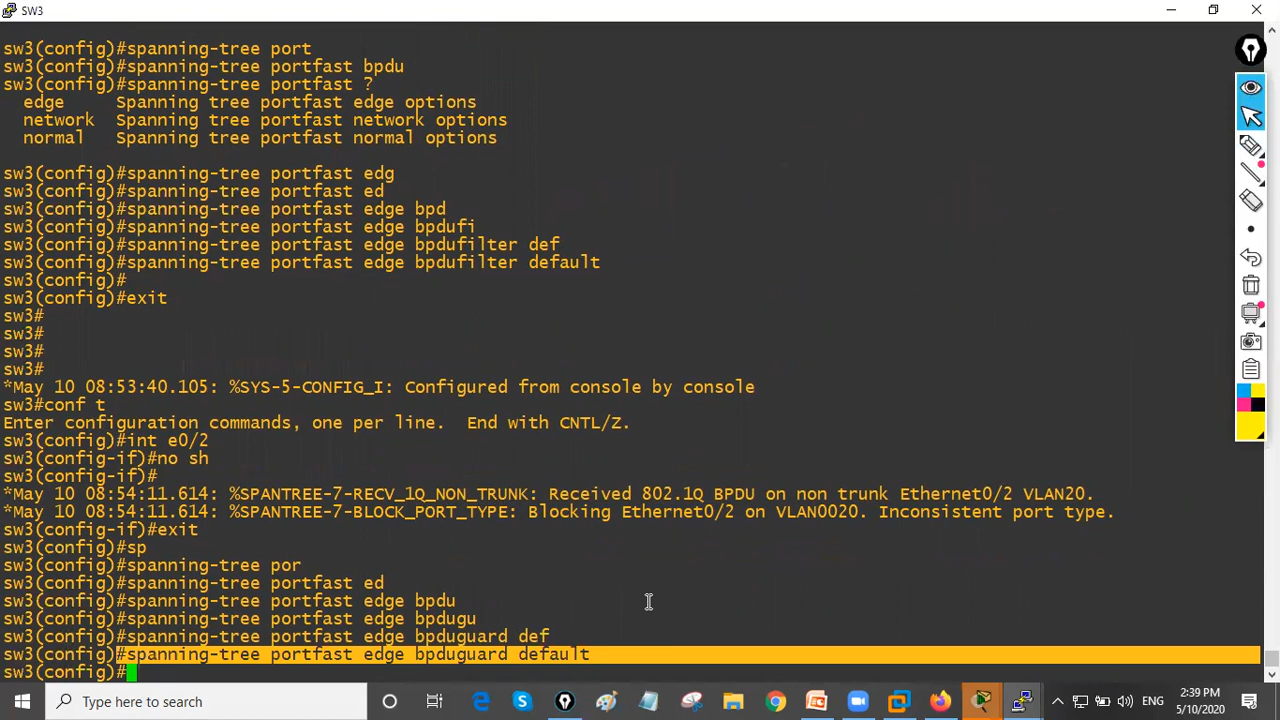 SW3
sw3(config)#spanning-tree port
sw3(config)#spanning-tree portfast bpdu
sw3(config)#spanning-tree portfast ?
edge Spanning tree portfast edge options
network Spanning tree portfast network options
normal Spanning tree portfast normal options
sw3(config)#spanning-tree portfast edg
sw3(config)#spanning-tree portfast ed
sw3(config)#spanning-tree portfast edge bpd
sw3(config)#spanning-tree portfast edge bpdufi
sw3(config)#spanning-tree portfast edge bpdufilter def
sw3(config)#spanning-tree portfast edge bpdufilter default
sw3(config)#
sw3(config)#exit
sw3#
sw3#
sw3#
sw3#
*May 10 08:53:40.105: %SYS-5-CONFIG_I: Configured from console by console
sw3#conf t
Enter configuration commands, one per line. End with CNTL/Z.
sw3(config)#int e0/2
sw3(config-if)#no sh
sw3(config-if)#
*May 10 08:54:11.614: %SPANTREE-7-RECV_1Q_NON_TRUNK: Received 802.1Q BPDU on non trunk Ethernet0/2 VLAN20.
*May 10 08:54:11.614: %SPANTREE-7-BLOCK_PORT_TYPE: Blocking Ethernet0/2 on VLAN0020. Inconsistent port type.
sw3(config-if)#exit
sw3(config)#sp
sw3(config)#spanning-tree por
sw3(config)#spanning-tree portfast ed
sw3(config)#spanning-tree portfast edge bpdu
sw3(config)#spanning-tree portfast edge bpdugu
sw3(config)#spanning-tree portfast edge bpduguard def
sw3(config)#spanning-tree portfast edge bpduguard default
sw3(config)#
Type here to search
ENG
2:39 PM
5/10/2020